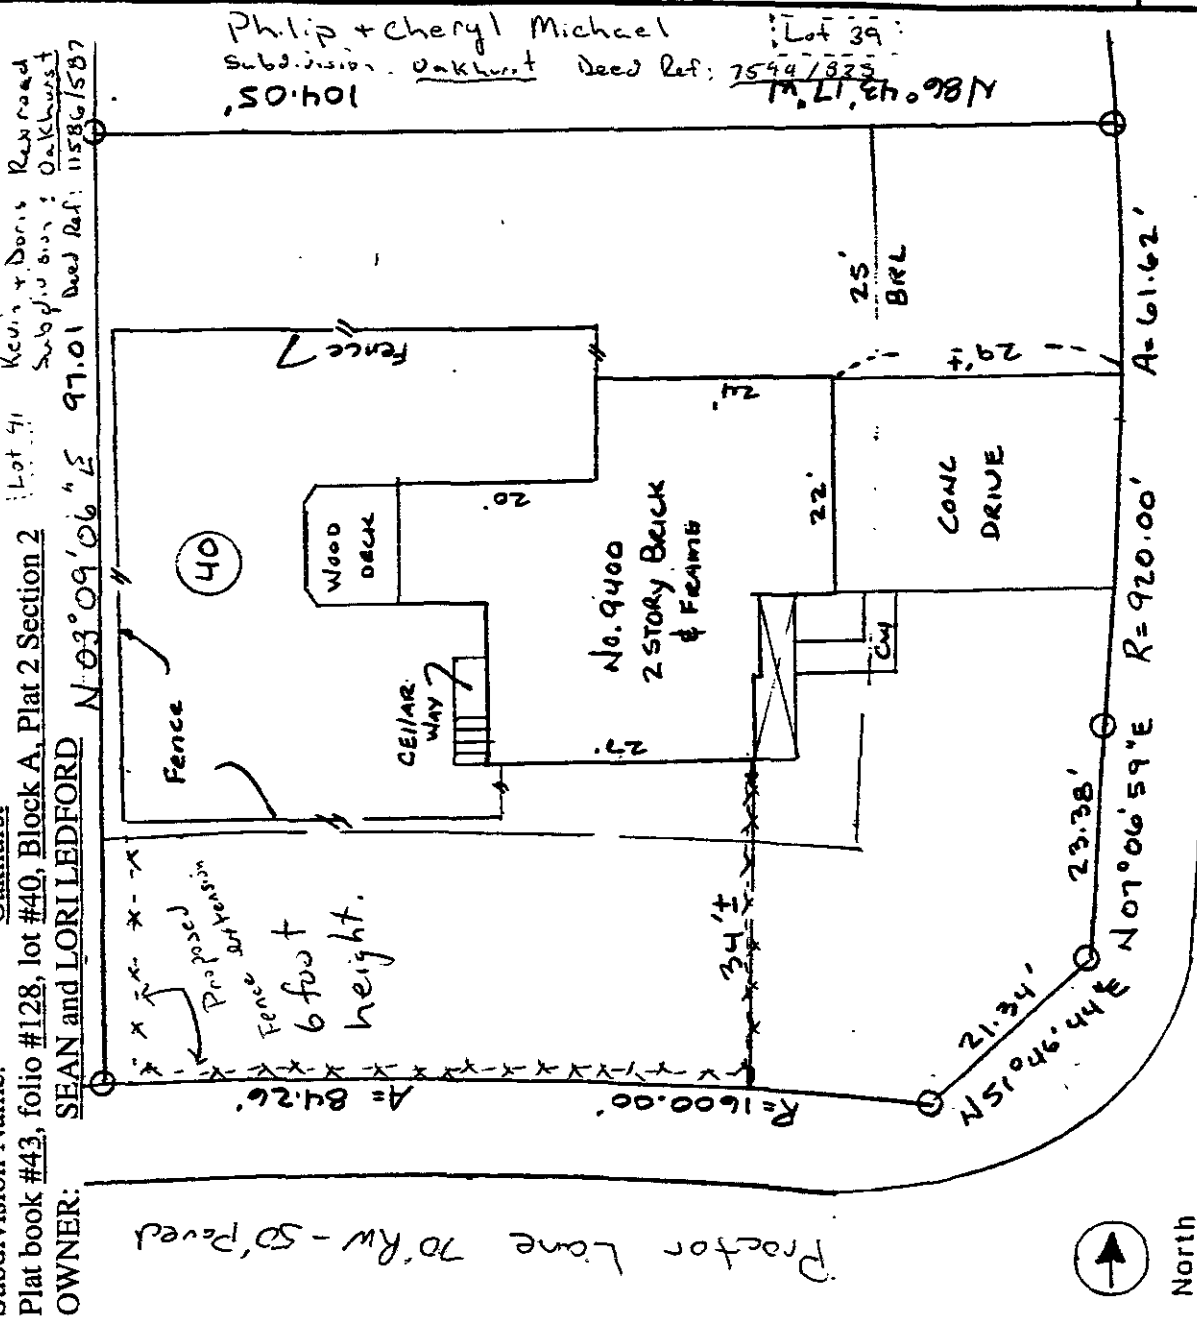 Plat book #43, folio #128, lot #40, Block A, Plat 2 Section 2
OWNER: SEAN and LORI LEDFORD
Lot 41
Kevin + Doris Rexroad
Subdivision: Oakhurst
Deed Ref: 11586/587
N 03° 09' 06" E 97.01
Philip + Cheryl Michael
Subdivision: Oakhurst Deed Ref: 7544/823
Lot 39
104.05'
N86° 43' 17" W
Fence
40
WOOD
DECK
Fence
20'
CELLAR
WAY
27'
No. 9400
2 STORY BRICK
& FRAME
22'
25'
BRL
29'±
CONC
DRIVE
CW
Proposed
Fence extension
6 foot
height.
34'±
A= 61.62'
R= 920.00'
23.38'
N07° 06' 59" E
21.34'
N51° 46' 44" E
A= 84.26'
R=1600.00'
Proctor Lane 70' RW - 50' Paved
North